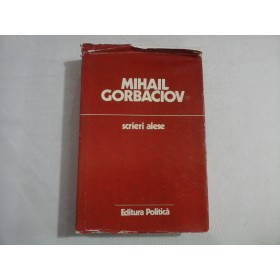 MIHAIL
GORBACIOV
scrieri alese
Editura Politică